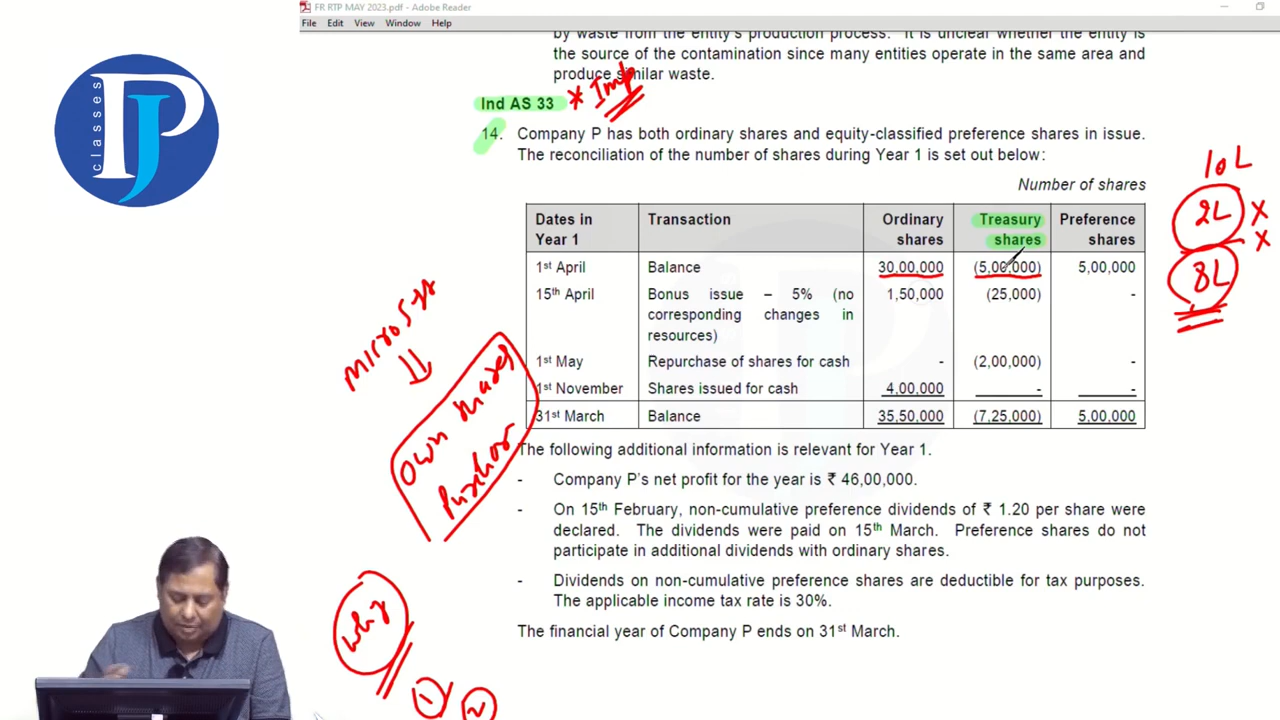 FR RTP MAY 2023.pdf - Adobe Reader
File Edit View Window Help
classes
PJ
by waste from the entity's production process. It is unclear whether the entity is
the source of the contamination since many entities operate in the same area and
produce similar waste.
Ind AS 33 * Imp
14. Company P has both ordinary shares and equity-classified preference shares in issue.
The reconciliation of the number of shares during Year 1 is set out below:
10L
2L X
X
8L
Number of shares
Dates in Year 1 Transaction Ordinary shares Treasury shares Preference shares
1st April Balance 30,00,000 (5,00,000) 5,00,000
15th April Bonus issue – 5% (no 1,50,000 (25,000) -
corresponding changes in
resources)
1st May Repurchase of shares for cash - (2,00,000) -
1st November Shares issued for cash 4,00,000 - -
31st March Balance 35,50,000 (7,25,000) 5,00,000
own shares
The following additional information is relevant for Year 1.
- Company P's net profit for the year is ₹ 46,00,000.
- On 15th February, non-cumulative preference dividends of ₹ 1.20 per share were
declared. The dividends were paid on 15th March. Preference shares do not
participate in additional dividends with ordinary shares.
- Dividends on non-cumulative preference shares are deductible for tax purposes.
The applicable income tax rate is 30%.
The financial year of Company P ends on 31st March.
Why
1 2